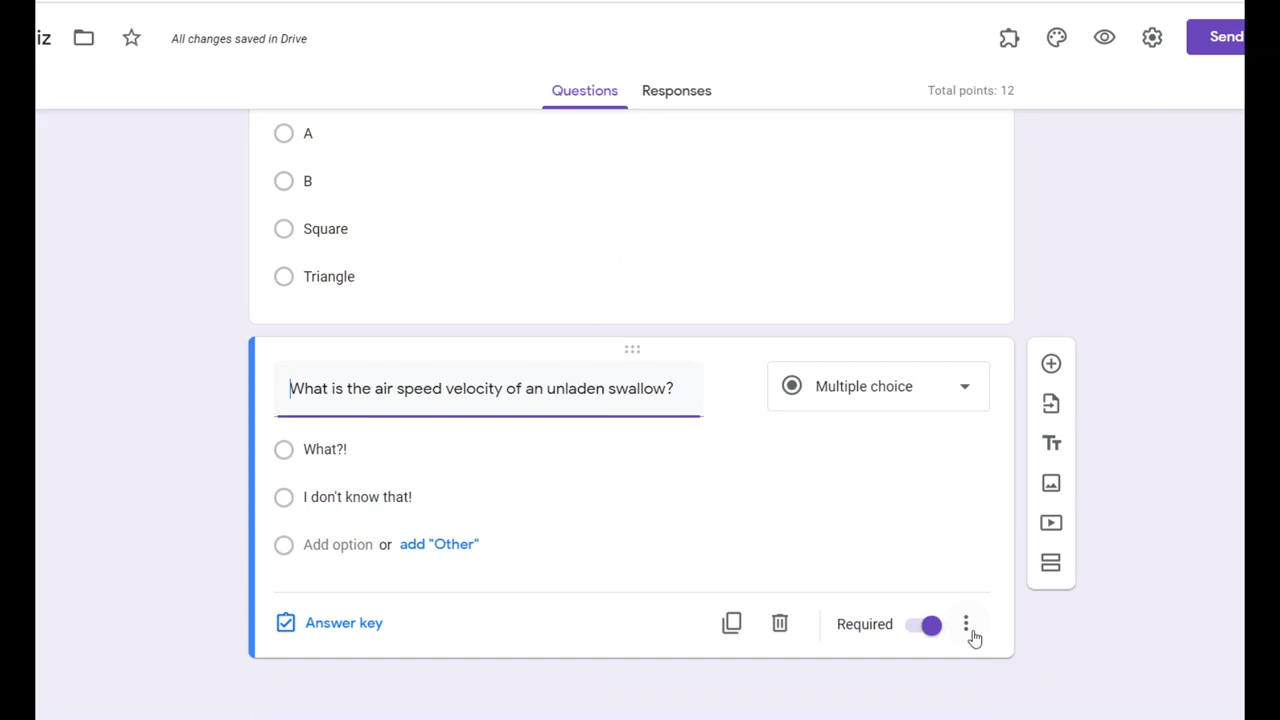 iz All changes saved in Drive Send
Questions Responses Total points: 12
A
B
Square
Triangle
What is the air speed velocity of an unladen swallow? Multiple choice
What?!
I don't know that!
Add option or add "Other"
Answer key Required